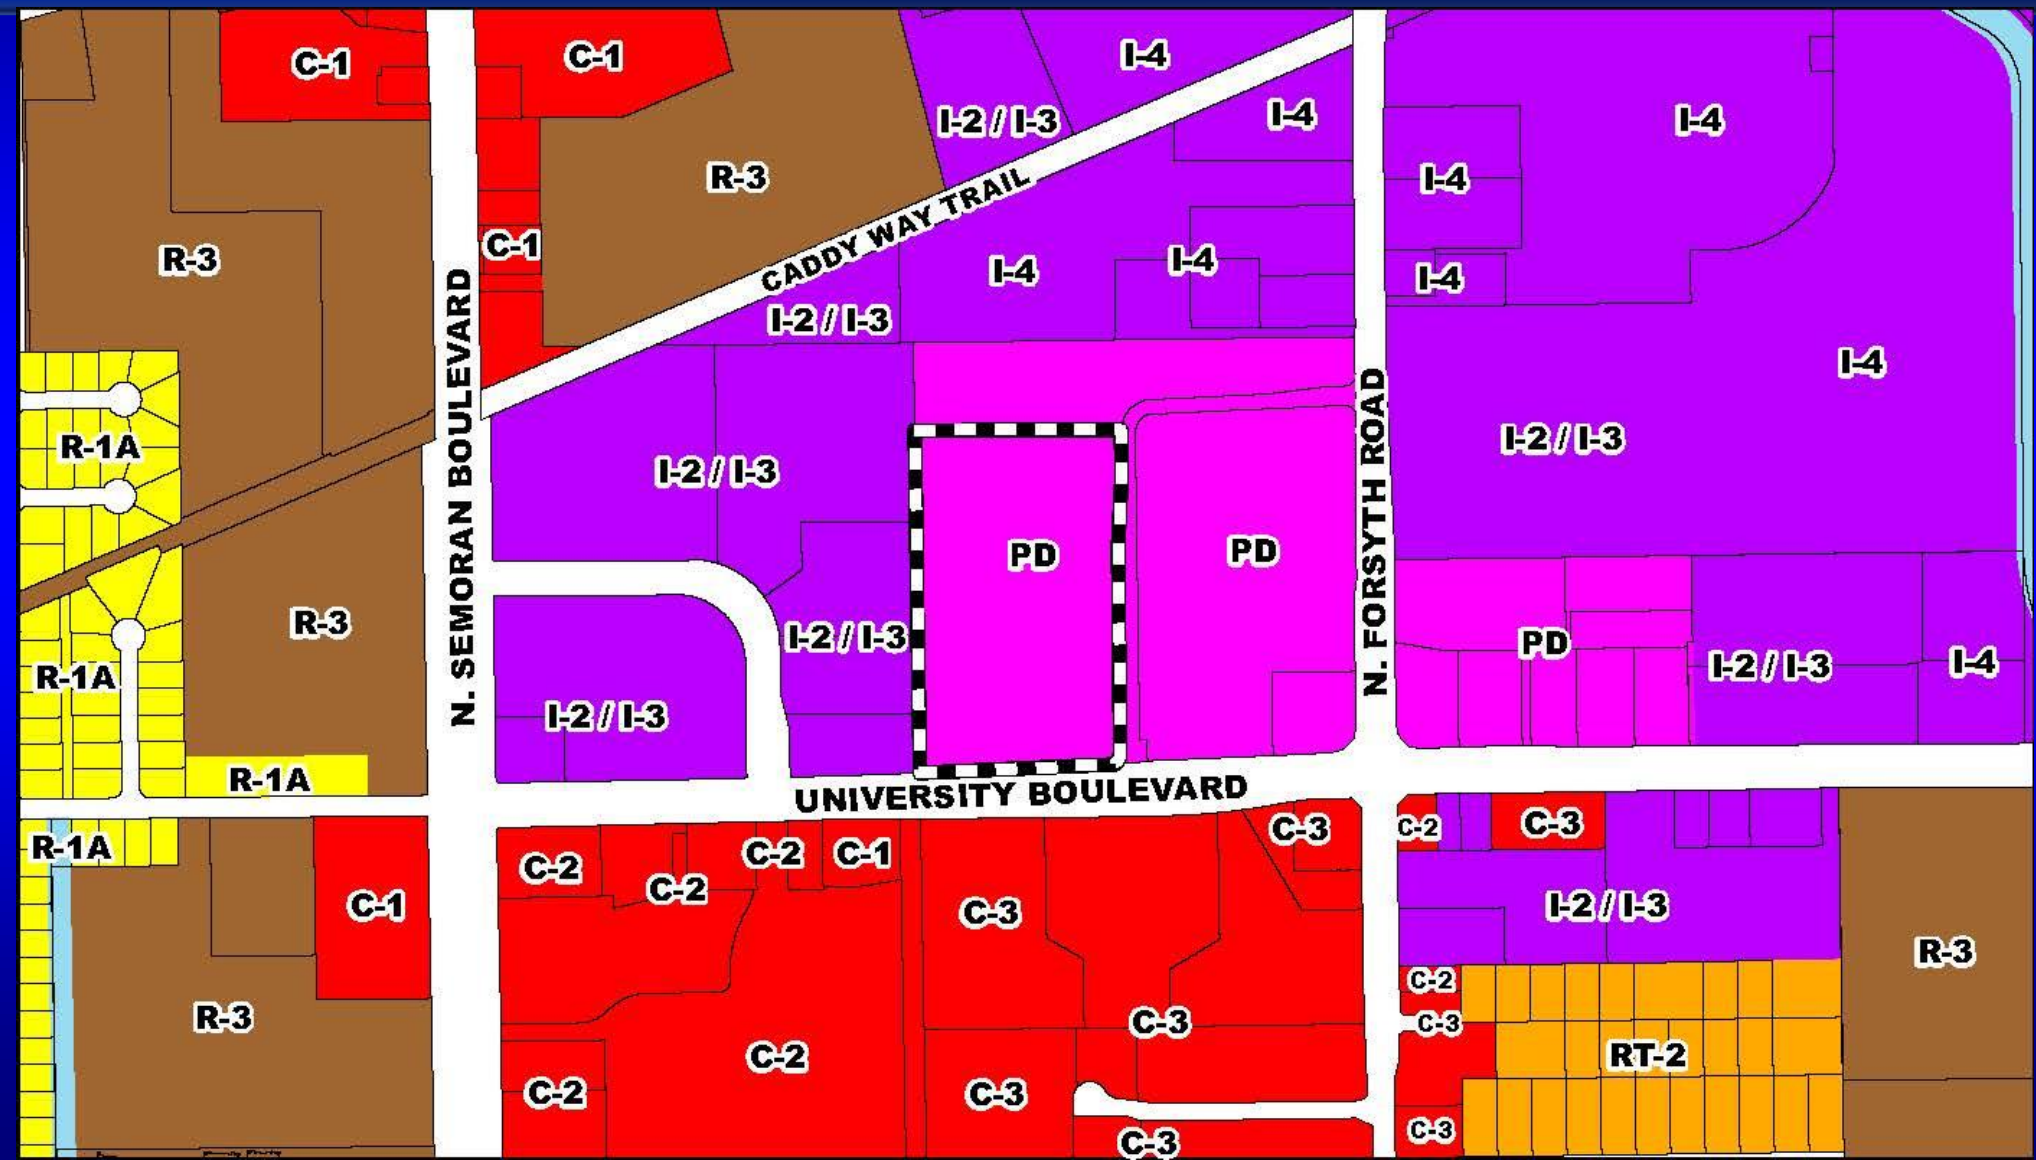 C-1
C-1
I-4
I-2 / I-3
I-4
I-4
R-3
I-4
CADDY WAY TRAIL
C-1
R-3
I-4
I-4
I-4
I-2 / I-3
I-4
N. SEMORAN BOULEVARD
N. FORSYTH ROAD
R-1A
I-2 / I-3
I-2 / I-3
PD
PD
R-3
I-2 / I-3
PD
I-2 / I-3
I-4
R-1A
I-2 / I-3
R-1A
UNIVERSITY BOULEVARD
R-1A
C-2
C-2
C-2
C-1
C-3
C-2
C-3
C-1
C-3
I-2 / I-3
R-3
C-2
R-3
C-3
C-3
C-2
RT-2
C-2
C-3
C-3
C-3